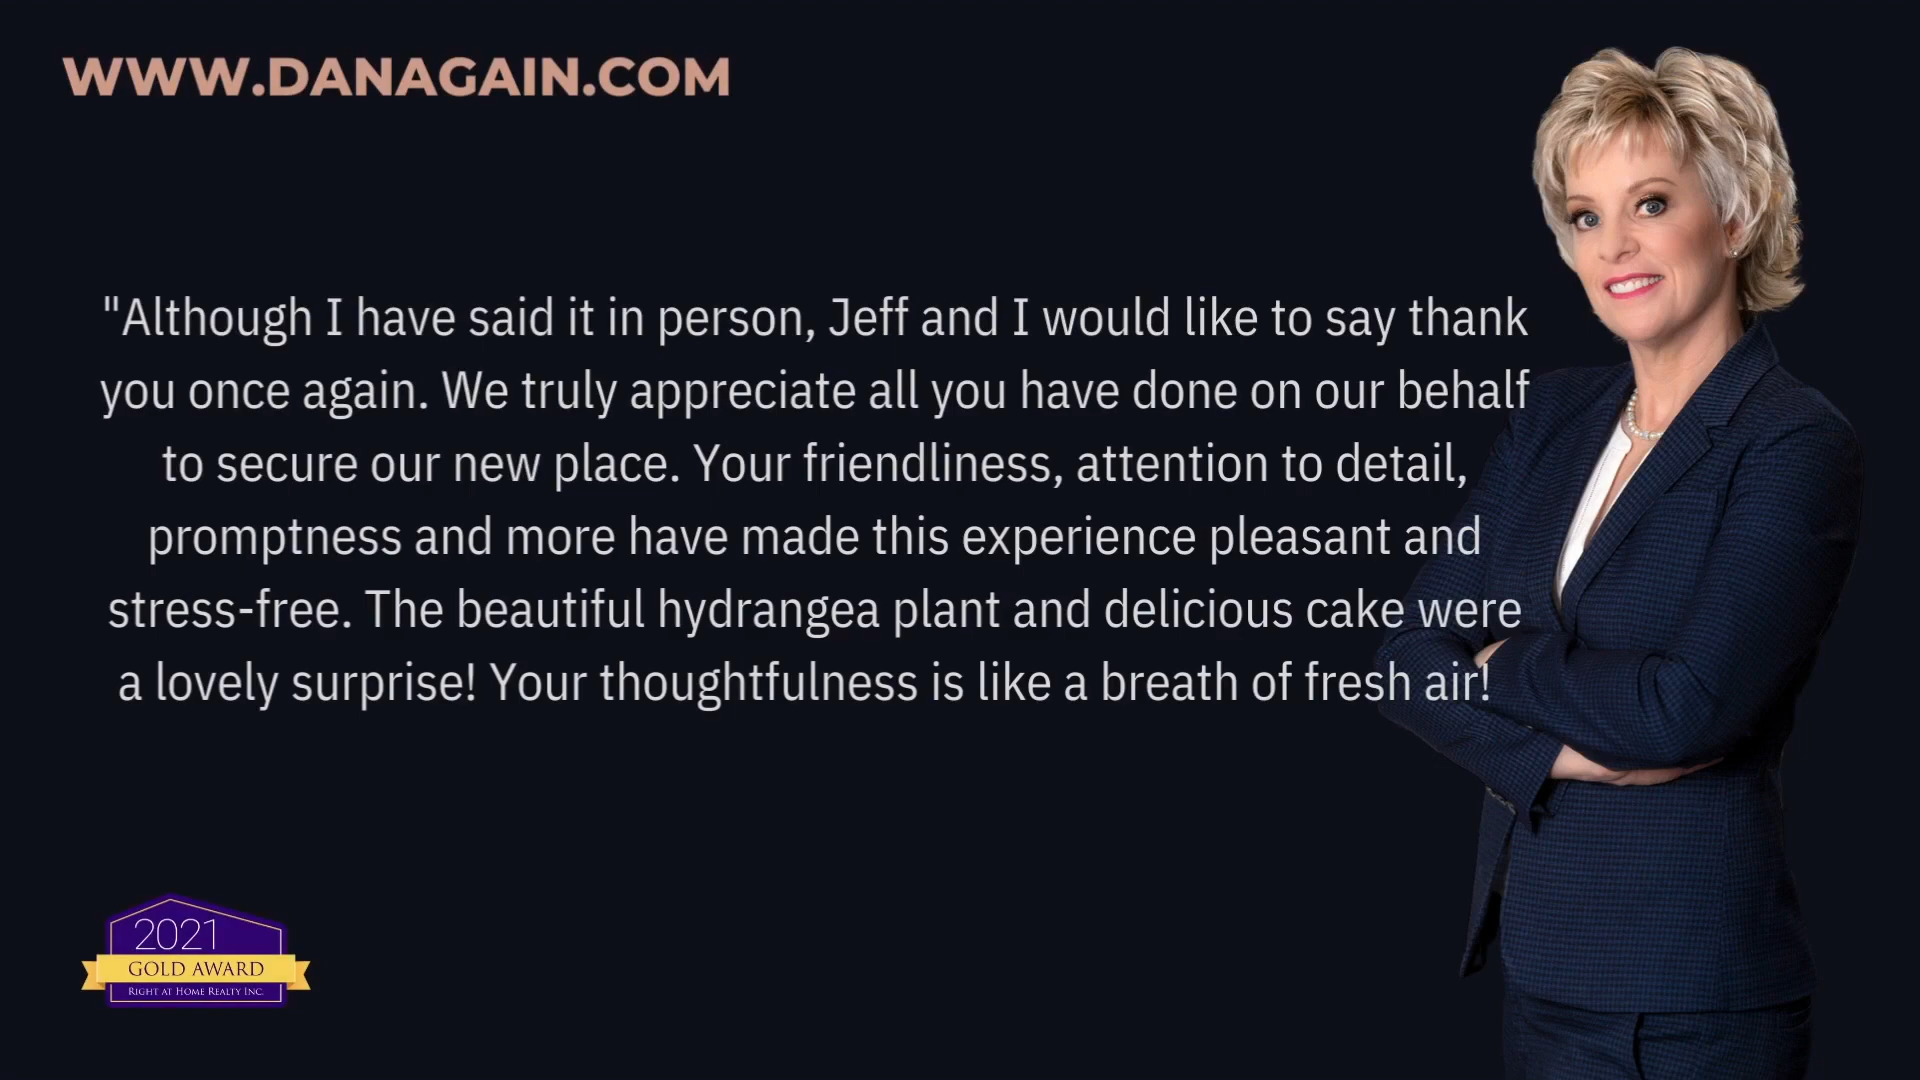 WWW.DANAGAIN.COM
"Although I have said it in person, Jeff and I would like to say thank
you once again. We truly appreciate all you have done on our behalf
to secure our new place. Your friendliness, attention to detail,
promptness and more have made this experience pleasant and
stress-free. The beautiful hydrangea plant and delicious cake were
a lovely surprise! Your thoughtfulness is like a breath of fresh air!
2021
GOLD AWARD
RIGHT AT HOME REALTY INC.